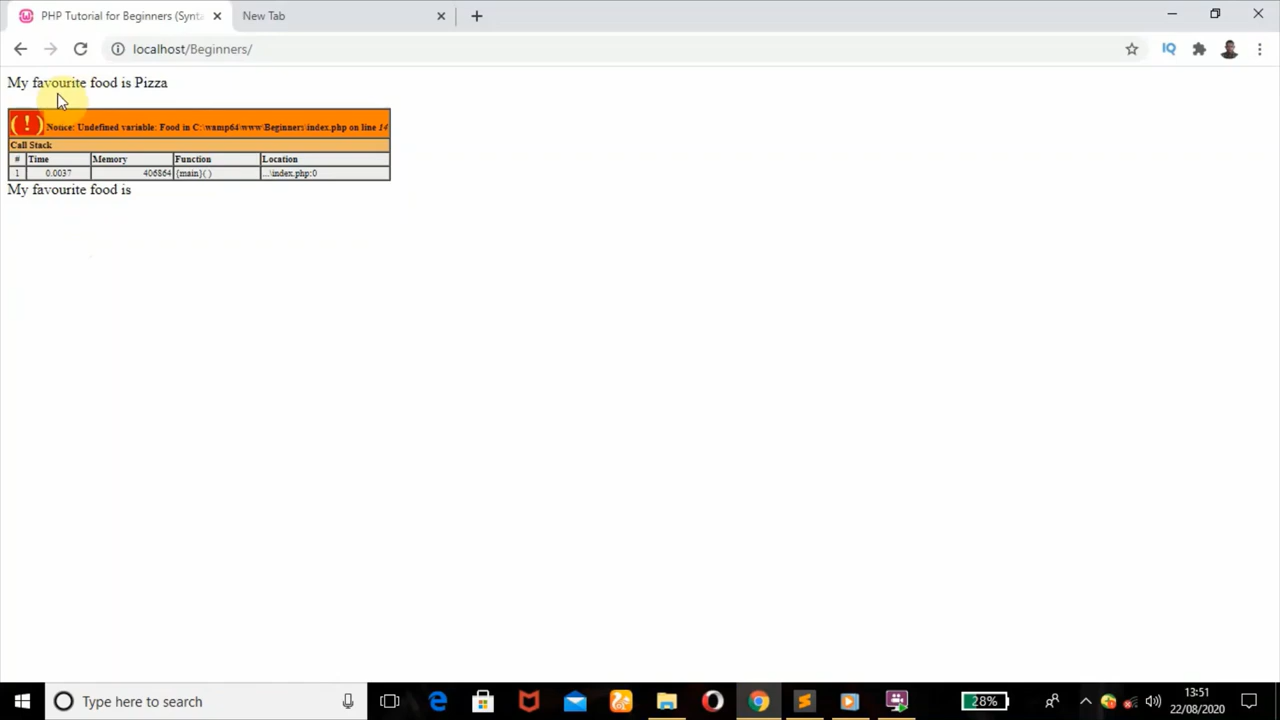 PHP Tutorial for Beginners (Synta
New Tab
localhost/Beginners/
IQ
My favourite food is Pizza
( ! ) Notice: Undefined variable: Food in C:\wamp64\www\Beginners\index.php on line 14
Call Stack
# Time Memory Function Location
1 0.0037 406864 {main}( ) ...\index.php:0
My favourite food is
Type here to search
28%
13:51
22/08/2020